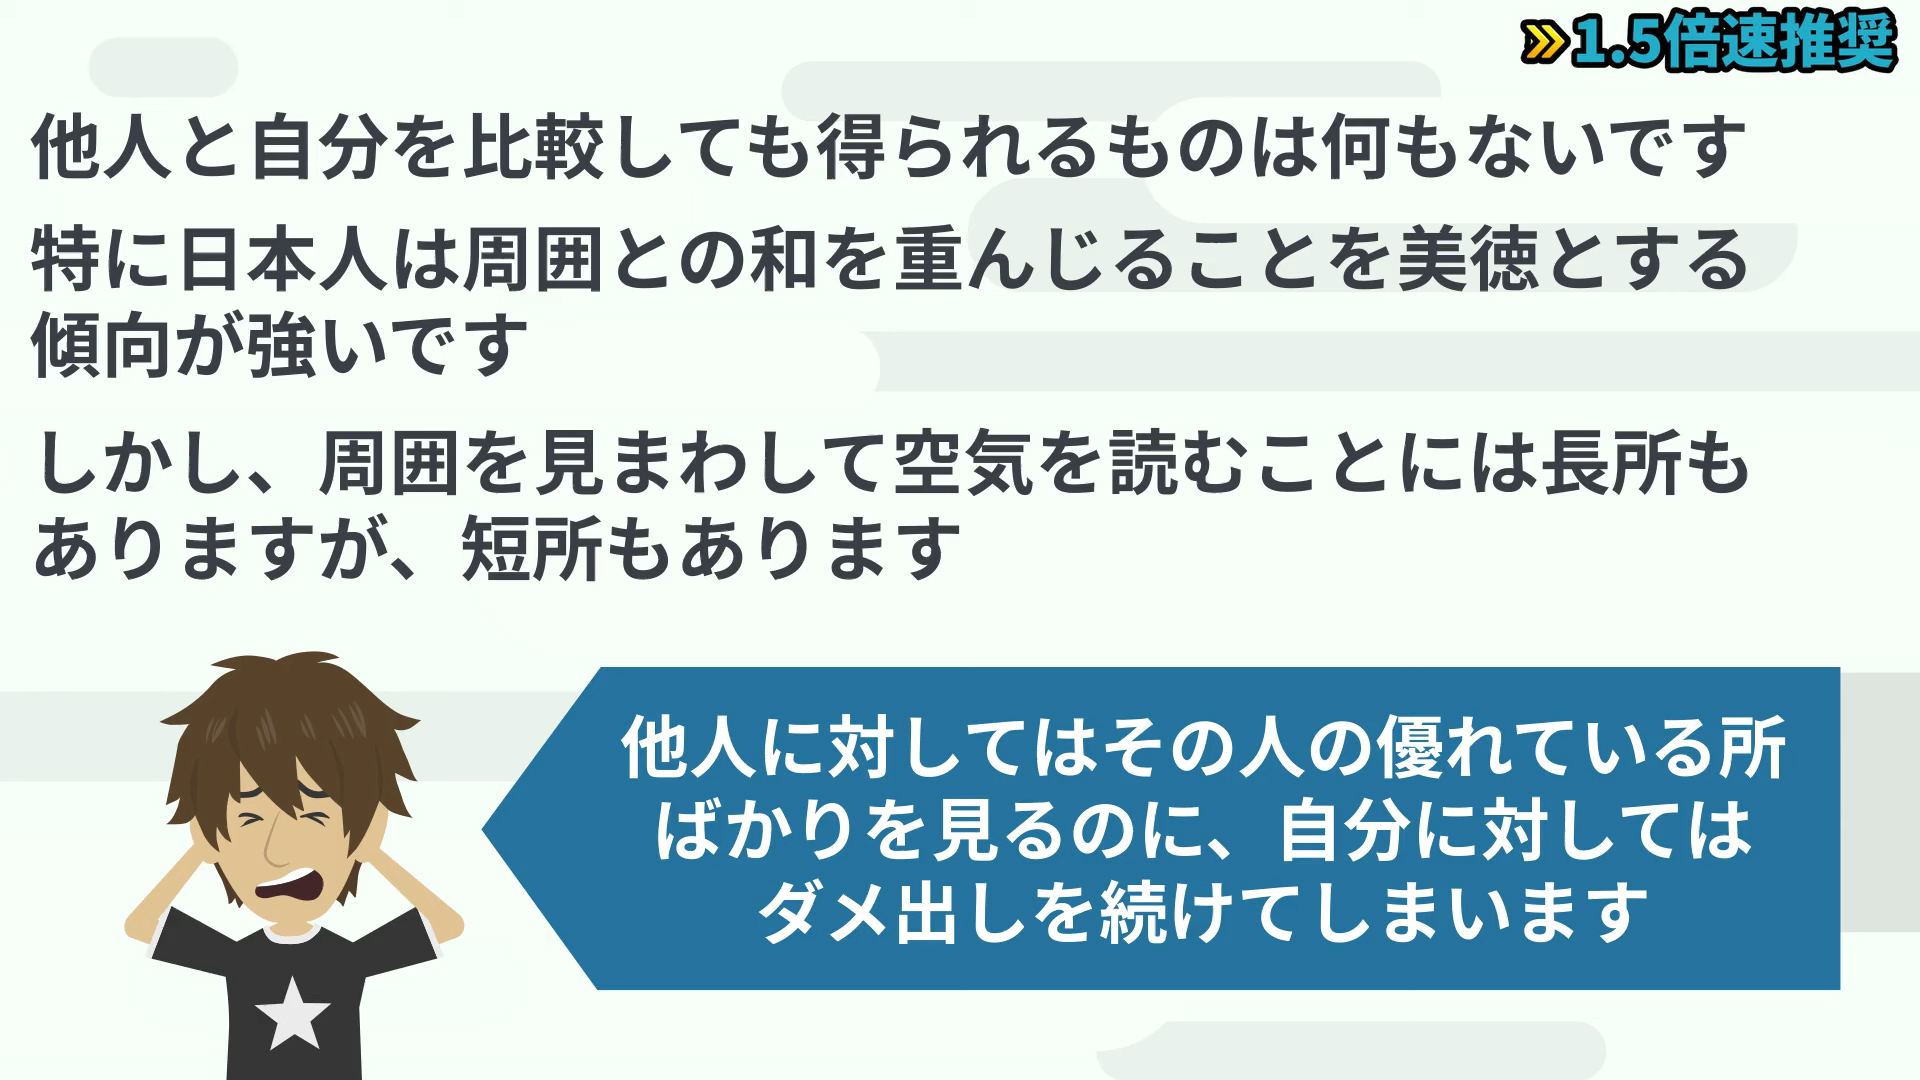 1.5倍速推奨
他人と自分を比較しても得られるものは何もないです
特に日本人は周囲との和を重んじることを美徳とする
傾向が強いです
しかし、周囲を見まわして空気を読むことには長所も
ありますが、短所もあります
他人に対してはその人の優れている所
ばかりを見るのに、自分に対しては
ダメ出しを続けてしまいます